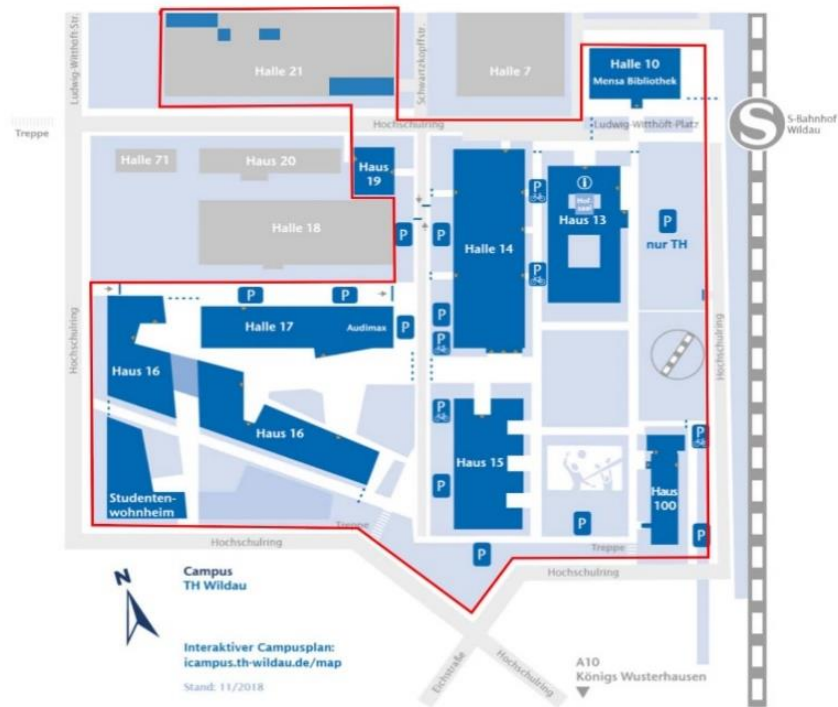 Ludwig-Witthöft-Str.
Halle 21
Schwartzkopffstr.
Halle 7
Halle 10
Mensa Bibliothek
S
S-Bahnhof
Wildau
Treppe
Hochschulring
Ludwig-Witthöft-Platz
Halle 71
Haus 20
Haus
19
Halle 18
P
P
Halle 14
P
P
i
Hof
saal
Haus 13
P
nur TH
Hochschulring
P
P
Halle 17
Audimax
P
P
P
Haus 16
Haus 16
Hochschulring
P
P
Haus 15
P
Haus
100
P
P
Studenten-
wohnheim
Treppe
Hochschulring
P
Treppe
Hochschulring
N
Campus
TH Wildau
Interaktiver Campusplan:
icampus.th-wildau.de/map
Stand: 11/2018
Eichstraße
Hochschulring
A10
Königs Wusterhausen